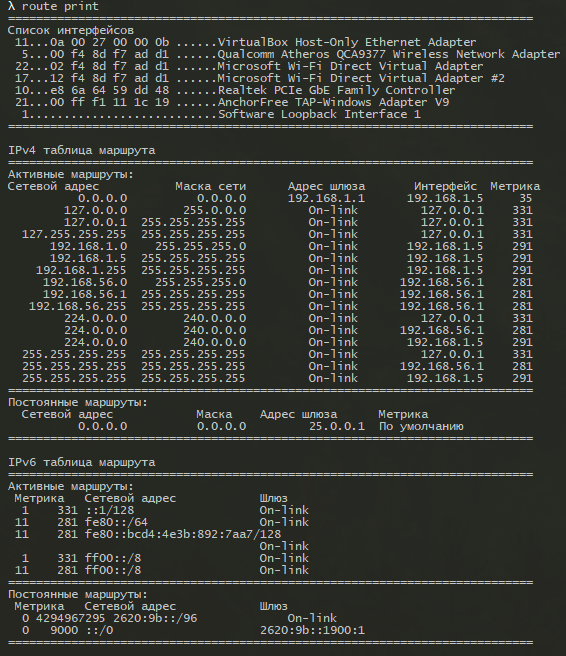 λ route print
===========================================================================
Список интерфейсов
 11...0a 00 27 00 00 0b ......VirtualBox Host-Only Ethernet Adapter
  5...00 f4 8d f7 ad d1 ......Qualcomm Atheros QCA9377 Wireless Network Adapter
 22...02 f4 8d f7 ad d1 ......Microsoft Wi-Fi Direct Virtual Adapter
 17...12 f4 8d f7 ad d1 ......Microsoft Wi-Fi Direct Virtual Adapter #2
 10...e8 6a 64 59 dd 48 ......Realtek PCIe GbE Family Controller
 21...00 ff f1 11 1c 19 ......AnchorFree TAP-Windows Adapter V9
  1...........................Software Loopback Interface 1
===========================================================================
IPv4 таблица маршрута
===========================================================================
Активные маршруты:
Сетевой адрес           Маска сети      Адрес шлюза       Интерфейс  Метрика
          0.0.0.0          0.0.0.0      192.168.1.1      192.168.1.5     35
        127.0.0.0        255.0.0.0         On-link         127.0.0.1    331
        127.0.0.1  255.255.255.255         On-link         127.0.0.1    331
  127.255.255.255  255.255.255.255         On-link         127.0.0.1    331
      192.168.1.0    255.255.255.0         On-link       192.168.1.5    291
      192.168.1.5  255.255.255.255         On-link       192.168.1.5    291
    192.168.1.255  255.255.255.255         On-link       192.168.1.5    291
     192.168.56.0    255.255.255.0         On-link      192.168.56.1    281
     192.168.56.1  255.255.255.255         On-link      192.168.56.1    281
   192.168.56.255  255.255.255.255         On-link      192.168.56.1    281
        224.0.0.0        240.0.0.0         On-link         127.0.0.1    331
        224.0.0.0        240.0.0.0         On-link      192.168.56.1    281
        224.0.0.0        240.0.0.0         On-link       192.168.1.5    291
  255.255.255.255  255.255.255.255         On-link         127.0.0.1    331
  255.255.255.255  255.255.255.255         On-link      192.168.56.1    281
  255.255.255.255  255.255.255.255         On-link       192.168.1.5    291
===========================================================================
Постоянные маршруты:
  Сетевой адрес            Маска    Адрес шлюза      Метрика
          0.0.0.0          0.0.0.0         25.0.0.1   По умолчанию
===========================================================================
IPv6 таблица маршрута
===========================================================================
Активные маршруты:
 Метрика   Сетевой адрес            Шлюз
  1    331 ::1/128                  On-link
 11    281 fe80::/64                On-link
 11    281 fe80::bcd4:4e3b:892:7aa7/128
                                    On-link
  1    331 ff00::/8                 On-link
 11    281 ff00::/8                 On-link
===========================================================================
Постоянные маршруты:
 Метрика   Сетевой адрес            Шлюз
  0 4294967295 2620:9b::/96             On-link
  0   9000 ::/0                     2620:9b::1900:1
===========================================================================